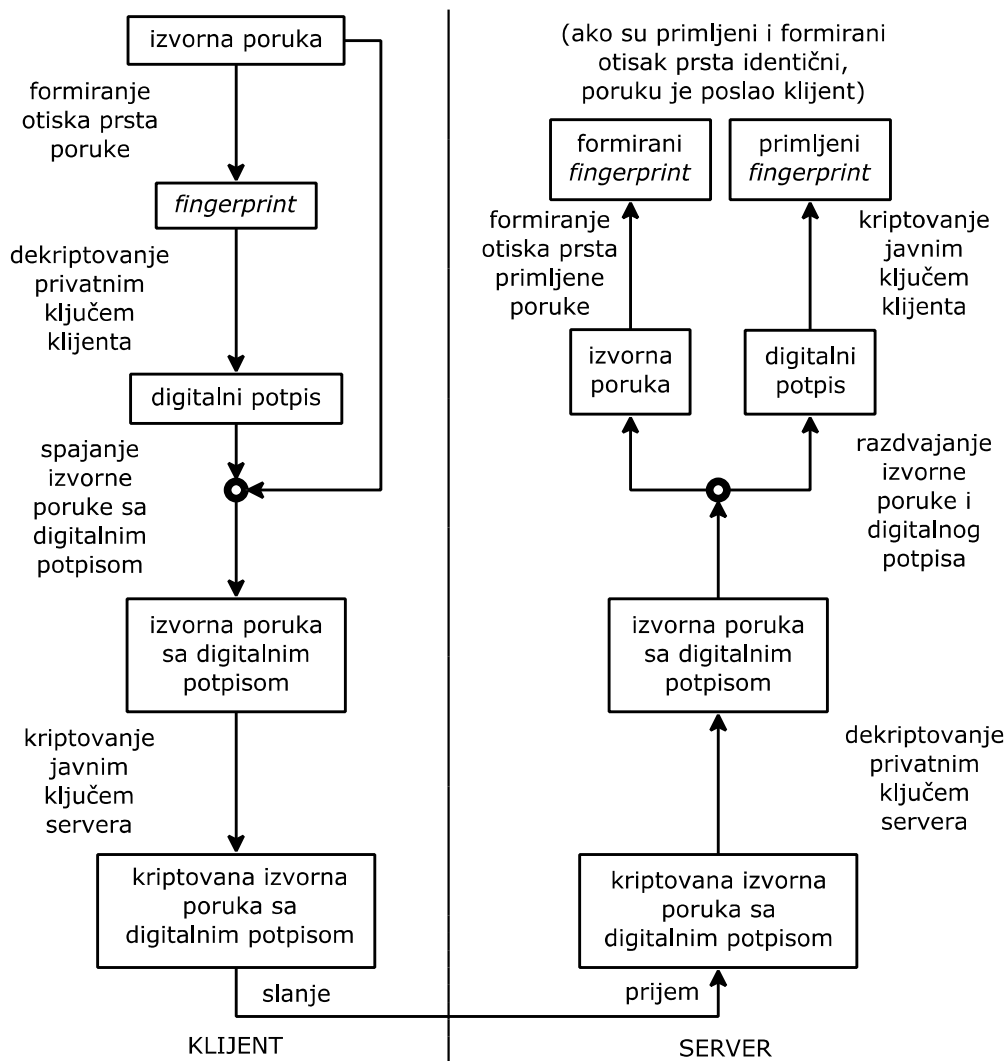 izvorna poruka
formiranje
otiska prsta
poruke
fingerprint
dekriptovanje
privatnim
ključem
klijenta
digitalni potpis
spajanje
izvorne
poruke sa
digitalnim
potpisom
izvorna poruka
sa digitalnim
potpisom
kriptovanje
javnim
ključem
servera
kriptovana izvorna
poruka sa
digitalnim potpisom
slanje
KLIJENT
(ako su primljeni i formirani
otisak prsta identični,
poruku je poslao klijent)
formirani
fingerprint
primljeni
fingerprint
formiranje
otiska prsta
primljene
poruke
kriptovanje
javnim
ključem
klijenta
izvorna
poruka
digitalni
potpis
razdvajanje
izvorne
poruke i
digitalnog
potpisa
izvorna poruka
sa digitalnim
potpisom
dekriptovanje
privatnim
ključem
servera
kriptovana izvorna
poruka sa
digitalnim potpisom
prijem
SERVER